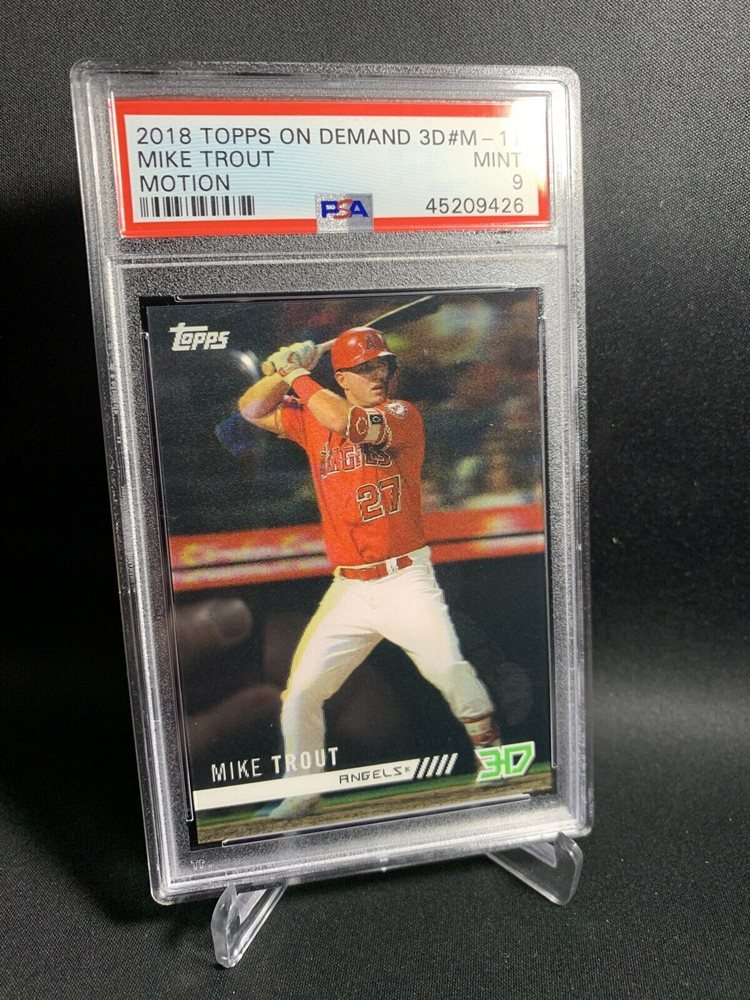 2018 TOPPS ON DEMAND 3D #M-11
MIKE TROUT MINT
MOTION 9
PSA 45209426
topps
ANGELS
27
MIKE TROUT
ANGELS®
3D